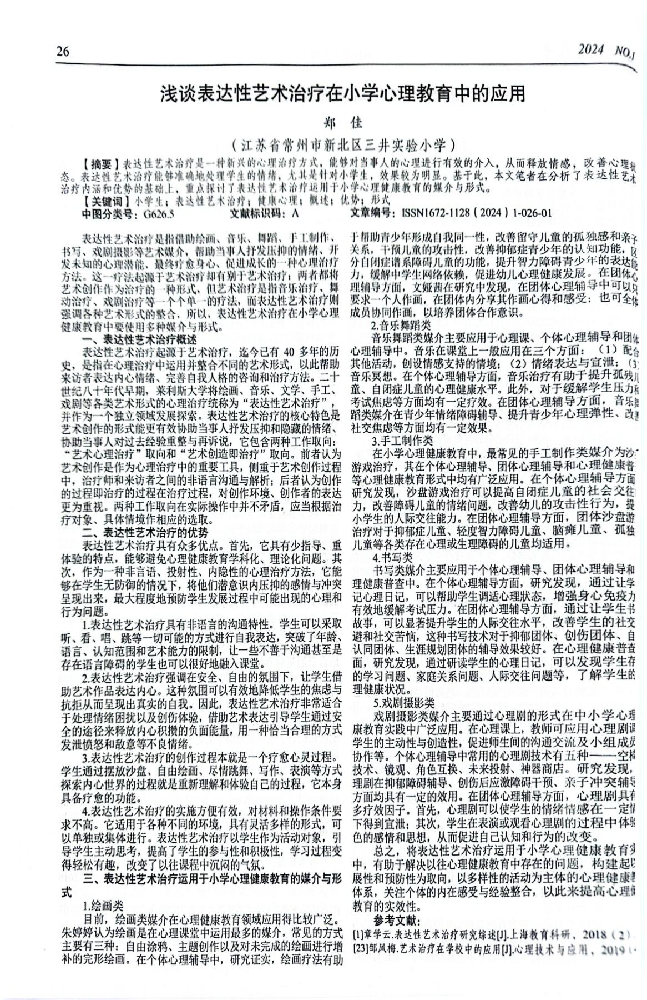 26
2024 NO.1
浅谈表达性艺术治疗在小学心理教育中的应用
郑 佳
（江苏省常州市新北区三井实验小学）
【摘要】表达性艺术治疗是一种新兴的心理治疗方式，能够对当事人的心理进行有效的介入，从而释放情感，改善心理状
态。表达性艺术治疗能够准确地处理学生的情绪，尤其是针对小学生，效果较为明显。基于此，本文笔者在分析了表达性艺术
治疗内涵和优势的基础上，重点探讨了表达性艺术治疗运用于小学心理健康教育的媒介与形式。
【关键词】小学生；表达性艺术治疗；健康心理；概述；优势；形式
中图分类号：G626.5 文献标识码：A 文章编号：ISSN1672-1128（2024）1-026-01
表达性艺术治疗是指借助绘画、音乐、舞蹈、手工制作、
书写、戏剧摄影等艺术媒介，帮助当事人抒发压抑的情绪、开
发未知的心理潜能、最终疗愈身心、促进成长的一种心理治疗
方法。这一疗法起源于艺术治疗却有别于艺术治疗；两者都将
艺术创作作为治疗的一种形式，但艺术治疗是指音乐治疗、舞
动治疗、戏剧治疗等一个个单一的疗法，而表达性艺术治疗则
强调各种艺术形式的整合，所以，表达性艺术治疗在小学心理
健康教育中要使用多种媒介与形式。
一、表达性艺术治疗概述
表达性艺术治疗起源于艺术治疗，迄今已有 40 多年的历
史，是指在心理治疗中运用并整合不同的艺术形式，以此帮助
来访者表达内心情绪、完善自我人格的咨询和治疗方法。二十
世纪八十年代早期，莱利斯大学将绘画、音乐、文学、手工、
戏剧等各类艺术形式的心理治疗统称为“表达性艺术治疗”，
并作为一个独立领域发展探索。表达性艺术治疗的核心特色是
艺术创作的形式能更有效协助当事人抒发压抑和隐藏的情绪、
协助当事人对过去经验重整与再诉说，它包含两种工作取向：
“艺术心理治疗”取向和“艺术创造即治疗”取向。前者认为
艺术创作是作为心理治疗中的重要工具，侧重于艺术创作过程
中，治疗师和来访者之间的非语言沟通与解析；后者认为创作
的过程即治疗的过程在治疗过程，对创作环境、创作者的表达
更为重视。两种工作取向在实际操作中并不矛盾，应当根据治
疗对象、具体情境作相应的选取。
二、表达性艺术治疗的优势
表达性艺术治疗具有众多优点。首先，它具有少指导、重
体验的特点，能够避免心理健康教育学科化、理论化问题。其
次，作为一种非言语、投射性、内隐性的心理治疗方法，它能
够在学生无防御的情况下，将他们潜意识内压抑的感情与冲突
呈现出来，最大程度地预防学生发展过程中可能出现的心理和
行为问题。
1.表达性艺术治疗具有非语言的沟通特性。学生可以采取
听、看、唱、跳等一切可能的方式进行自我表达，突破了年龄、
语言、认知范围和艺术能力的限制，让一些不善于沟通甚至是
存在语言障碍的学生也可以很好地融入课堂。
2.表达性艺术治疗强调在安全、自由的氛围下，让学生借
助艺术作品表达内心。这种氛围可以有效地降低学生的焦虑与
抗拒从而呈现出真实的自我。因此，表达性艺术治疗非常适合
于处理情绪困扰以及创伤体验，借助艺术表达引导学生通过安
全的途径来释放内心积攒的负面能量，用一种恰当合理的方式
发泄愤怒和敌意等不良情绪。
3.表达性艺术治疗的创作过程本就是一个疗愈心灵过程。
学生通过摆放沙盘、自由绘画、尽情跳舞、写作、表演等方式
探索内心世界的过程就是重新理解和体验自己的过程，它本身
具备疗愈的功能。
4.表达性艺术治疗的实施方便有效，对材料和操作条件要
求不高。它适用于各种不同的环境，具有灵活多样的形式，可
以单独或集体进行。表达性艺术治疗以学生作为活动对象，引
导学生主动思考，提高了学生的参与性和积极性，学习过程变
得轻松有趣，改变了以往课程中沉闷的气氛。
三、表达性艺术治疗运用于小学心理健康教育的媒介与形
式
1.绘画类
目前，绘画类媒介在心理健康教育领域应用得比较广泛。
朱婷婷认为绘画是在心理课堂中运用最多的媒介，常见的方式
主要有三种：自由涂鸦、主题创作以及对未完成的绘画进行增
补的完形绘画。在个体心理辅导中，研究证实，绘画疗法有助
于帮助青少年形成自我同一性，改善留守儿童的孤独感和亲子
关系，干预儿童的攻击性，改善抑郁症青少年的认知功能，区
分自闭症谱系障碍儿童的功能，提升智力障碍青少年的表达能
力，缓解中学生网络依赖，促进幼儿心理健康发展。在团体心
理辅导方面，文娅茜在研究中发现，在团体心理辅导中可以只
要求一个人作画，在团体内分享其作画心得和感受；也可全体
成员协同作画，以培养团体合作意识。
2.音乐舞蹈类
音乐舞蹈类媒介主要应用于心理课、个体心理辅导和团体
心理辅导中。音乐在课堂上一般应用在三个方面：（1）配合
其他活动，创设情感支持的情境；（2）情绪表达与宣泄；（3）
音乐冥想。在个体心理辅导方面，音乐治疗有助于提升孤残儿
童、自闭症儿童的心理健康水平。此外，对于缓解学生压力和
考试焦虑等方面均有一定疗效。在团体心理辅导方面，音乐舞
蹈类媒介在青少年情绪障碍辅导、提升青少年心理弹性、改善
社交焦虑等方面均有一定效果。
3.手工制作类
在小学心理健康教育中，最常见的手工制作类媒介为沙
游戏治疗，其在个体心理辅导、团体心理辅导和心理健康普
等心理健康教育形式中均有广泛应用。在个体心理辅导方面
研究发现，沙盘游戏治疗可以提高自闭症儿童的社会交往
力，改善障碍儿童的情绪问题，改善幼儿的攻击性行为，提
小学生的人际交往能力。在团体心理辅导方面，团体沙盘游
治疗对于抑郁症儿童、轻度智力障碍儿童、脑瘫儿童、孤独
儿童等各类存在心理或生理障碍的儿童均适用。
4.书写类
书写类媒介主要应用于个体心理辅导、团体心理辅导和
理健康普查中。在个体心理辅导方面，研究发现，通过让学
记心理日记，可以帮助学生调适心理状态，增强身心免疫力
有效地缓解考试压力。在团体心理辅导方面，通过让学生书
故事，可以显著提升学生的人际交往水平，改善学生的社交
避和社交苦恼，这种书写技术对于抑郁团体、创伤团体、自
认同团体、生涯规划团体的辅导效果较好。在心理健康普查
面，研究发现，通过研读学生的心理日记，可以发现学生存
的学习问题、家庭关系问题、人际交往问题等，了解学生的
理健康状况。
5.戏剧摄影类
戏剧摄影类媒介主要通过心理剧的形式在中小学心理
康教育实践中广泛应用。在心理课上，教师可应用心理剧调
学生的主动性与创造性，促进师生间的沟通交流及小组成员
协作等。个体心理辅导中常用的心理剧技术有五种——空椅
技术、镜观、角色互换、未来投射、神器商店。研究发现，
理剧在抑郁障碍辅导、创伤后应激障碍干预、亲子冲突辅导
方面均具有一定的效用。在团体心理辅导方面，心理剧具有
多疗效因子。首先，心理剧可以使学生的情绪情感在一定情
下得到宣泄；其次，学生在表演或观看心理剧的过程中体验
色的感情和思想，从而促进自己认知和行为的改变。
总之，将表达性艺术治疗运用于小学心理健康教育实
中，有助于解决以往心理健康教育中存在的问题，构建起以
展性和预防性为取向，以多样性的活动为主体的心理健康教
体系，关注个体的内在感受与经验整合，以此来提高心理健
教育的实效性。
参考文献：
[1]章学云.表达性艺术治疗研究综述[J].上海教育科研，2018（2）
[23]邹凤梅.艺术治疗在学校中的应用[J].心理技术与应用，2019（